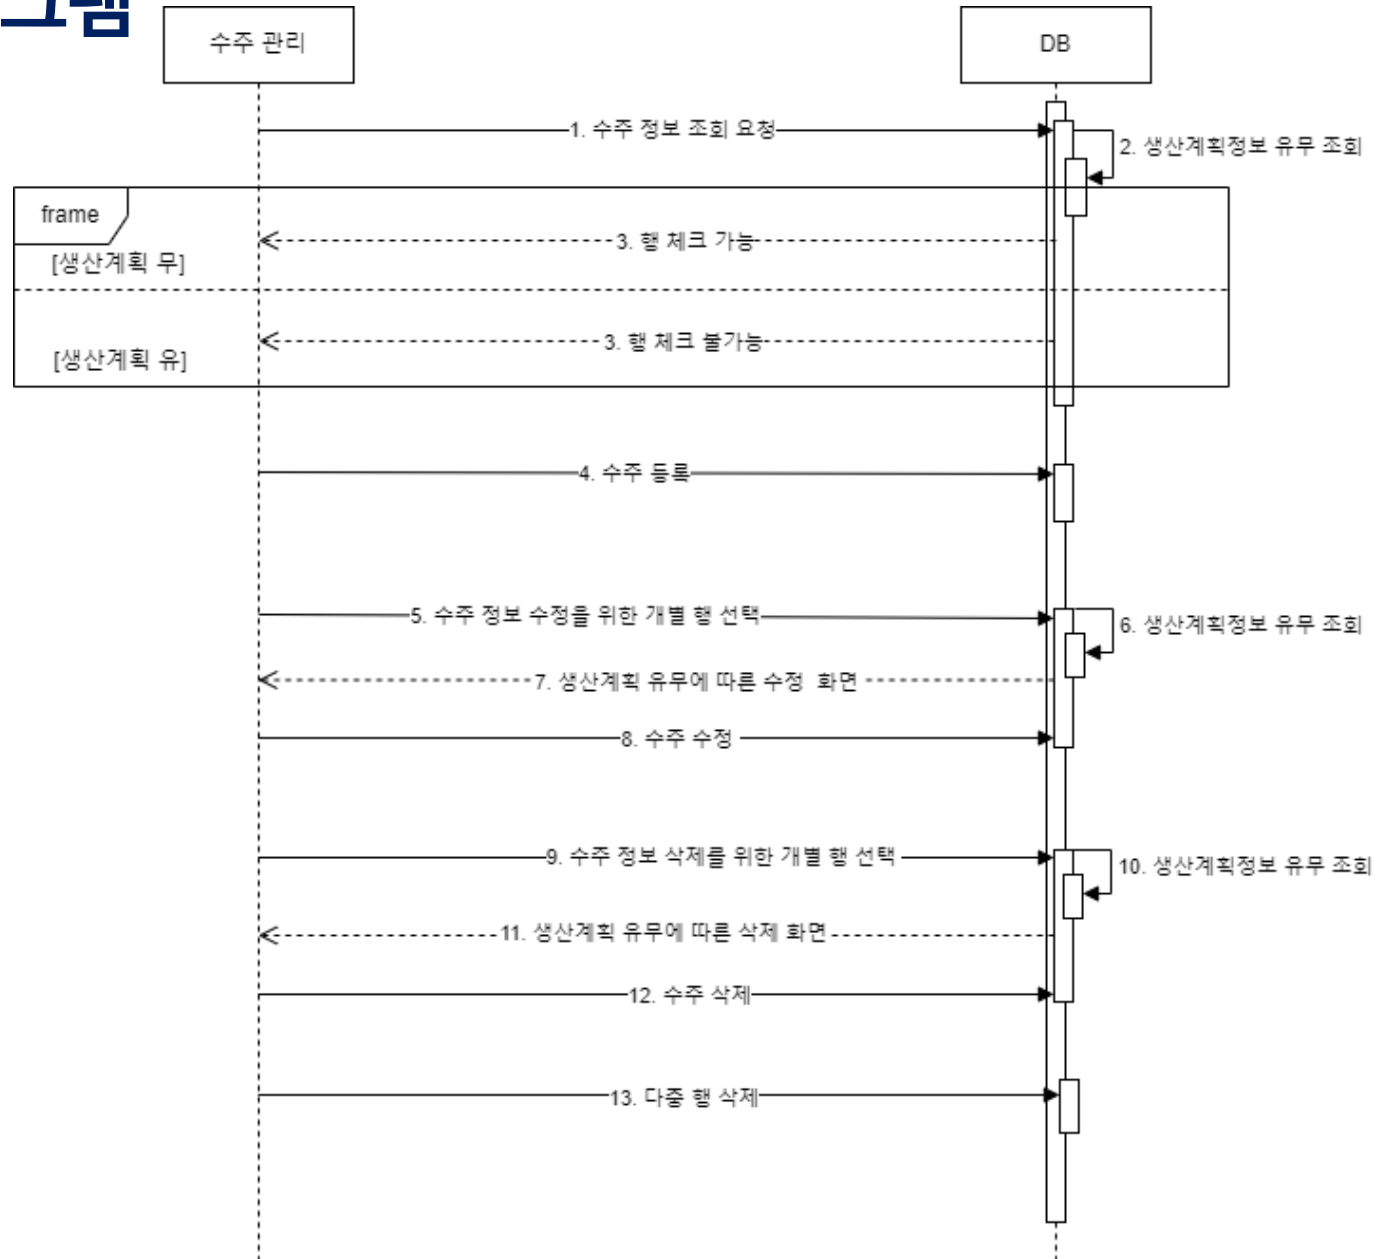 그램
수주 관리
DB
1. 수주 정보 조회 요청
2. 생산계획정보 유무 조회
frame
3. 행 체크 가능
[생산계획 무]
3. 행 체크 불가능
[생산계획 유]
4. 수주 등록
5. 수주 정보 수정을 위한 개별 행 선택
6. 생산계획정보 유무 조회
7. 생산계획 유무에 따른 수정 화면
8. 수주 수정
9. 수주 정보 삭제를 위한 개별 행 선택
10. 생산계획정보 유무 조회
11. 생산계획 유무에 따른 삭제 화면
12. 수주 삭제
13. 다중 행 삭제